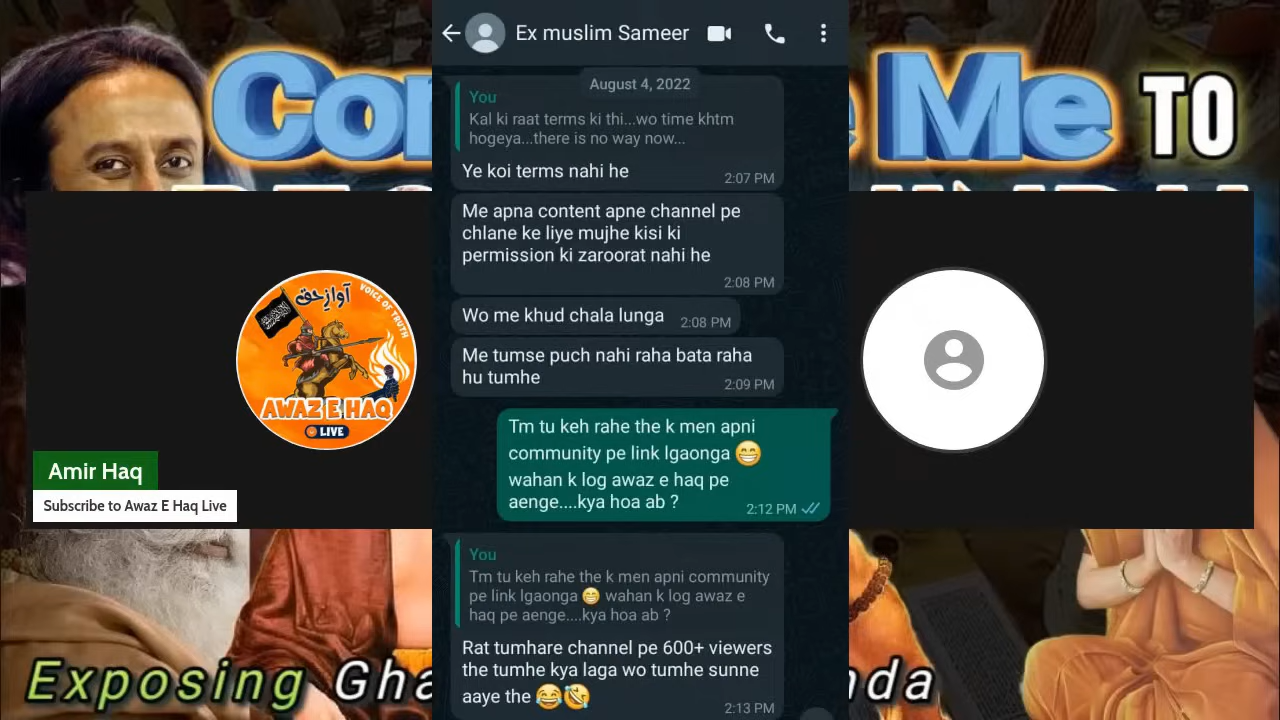 Ex muslim Sameer
August 4, 2022
You
Kal ki raat terms ki thi...wo time khtm
hogeya...there is no way now...
Ye koi terms nahi he
2:07 PM
Me apna content apne channel pe
chlane ke liye mujhe kisi ki
permission ki zaroorat nahi he
2:08 PM
Wo me khud chala lunga
2:08 PM
Me tumse puch nahi raha bata raha
hu tumhe
2:09 PM
Tm tu keh rahe the k men apni
community pe link lgaonga 😁
wahan k log awaz e haq pe
aenge....kya hoa ab ?
2:12 PM
You
Tm tu keh rahe the k men apni community
pe link lgaonga 😁 wahan k log awaz e
haq pe aenge....kya hoa ab ?
Rat tumhare channel pe 600+ viewers
the tumhe kya laga wo tumhe sunne
aaye the 😂🤣
2:13 PM
Me TO
آوازِ حق
VOICE OF TRUTH
AWAZ E HAQ
LIVE
Amir Haq
Subscribe to Awaz E Haq Live
Exposing